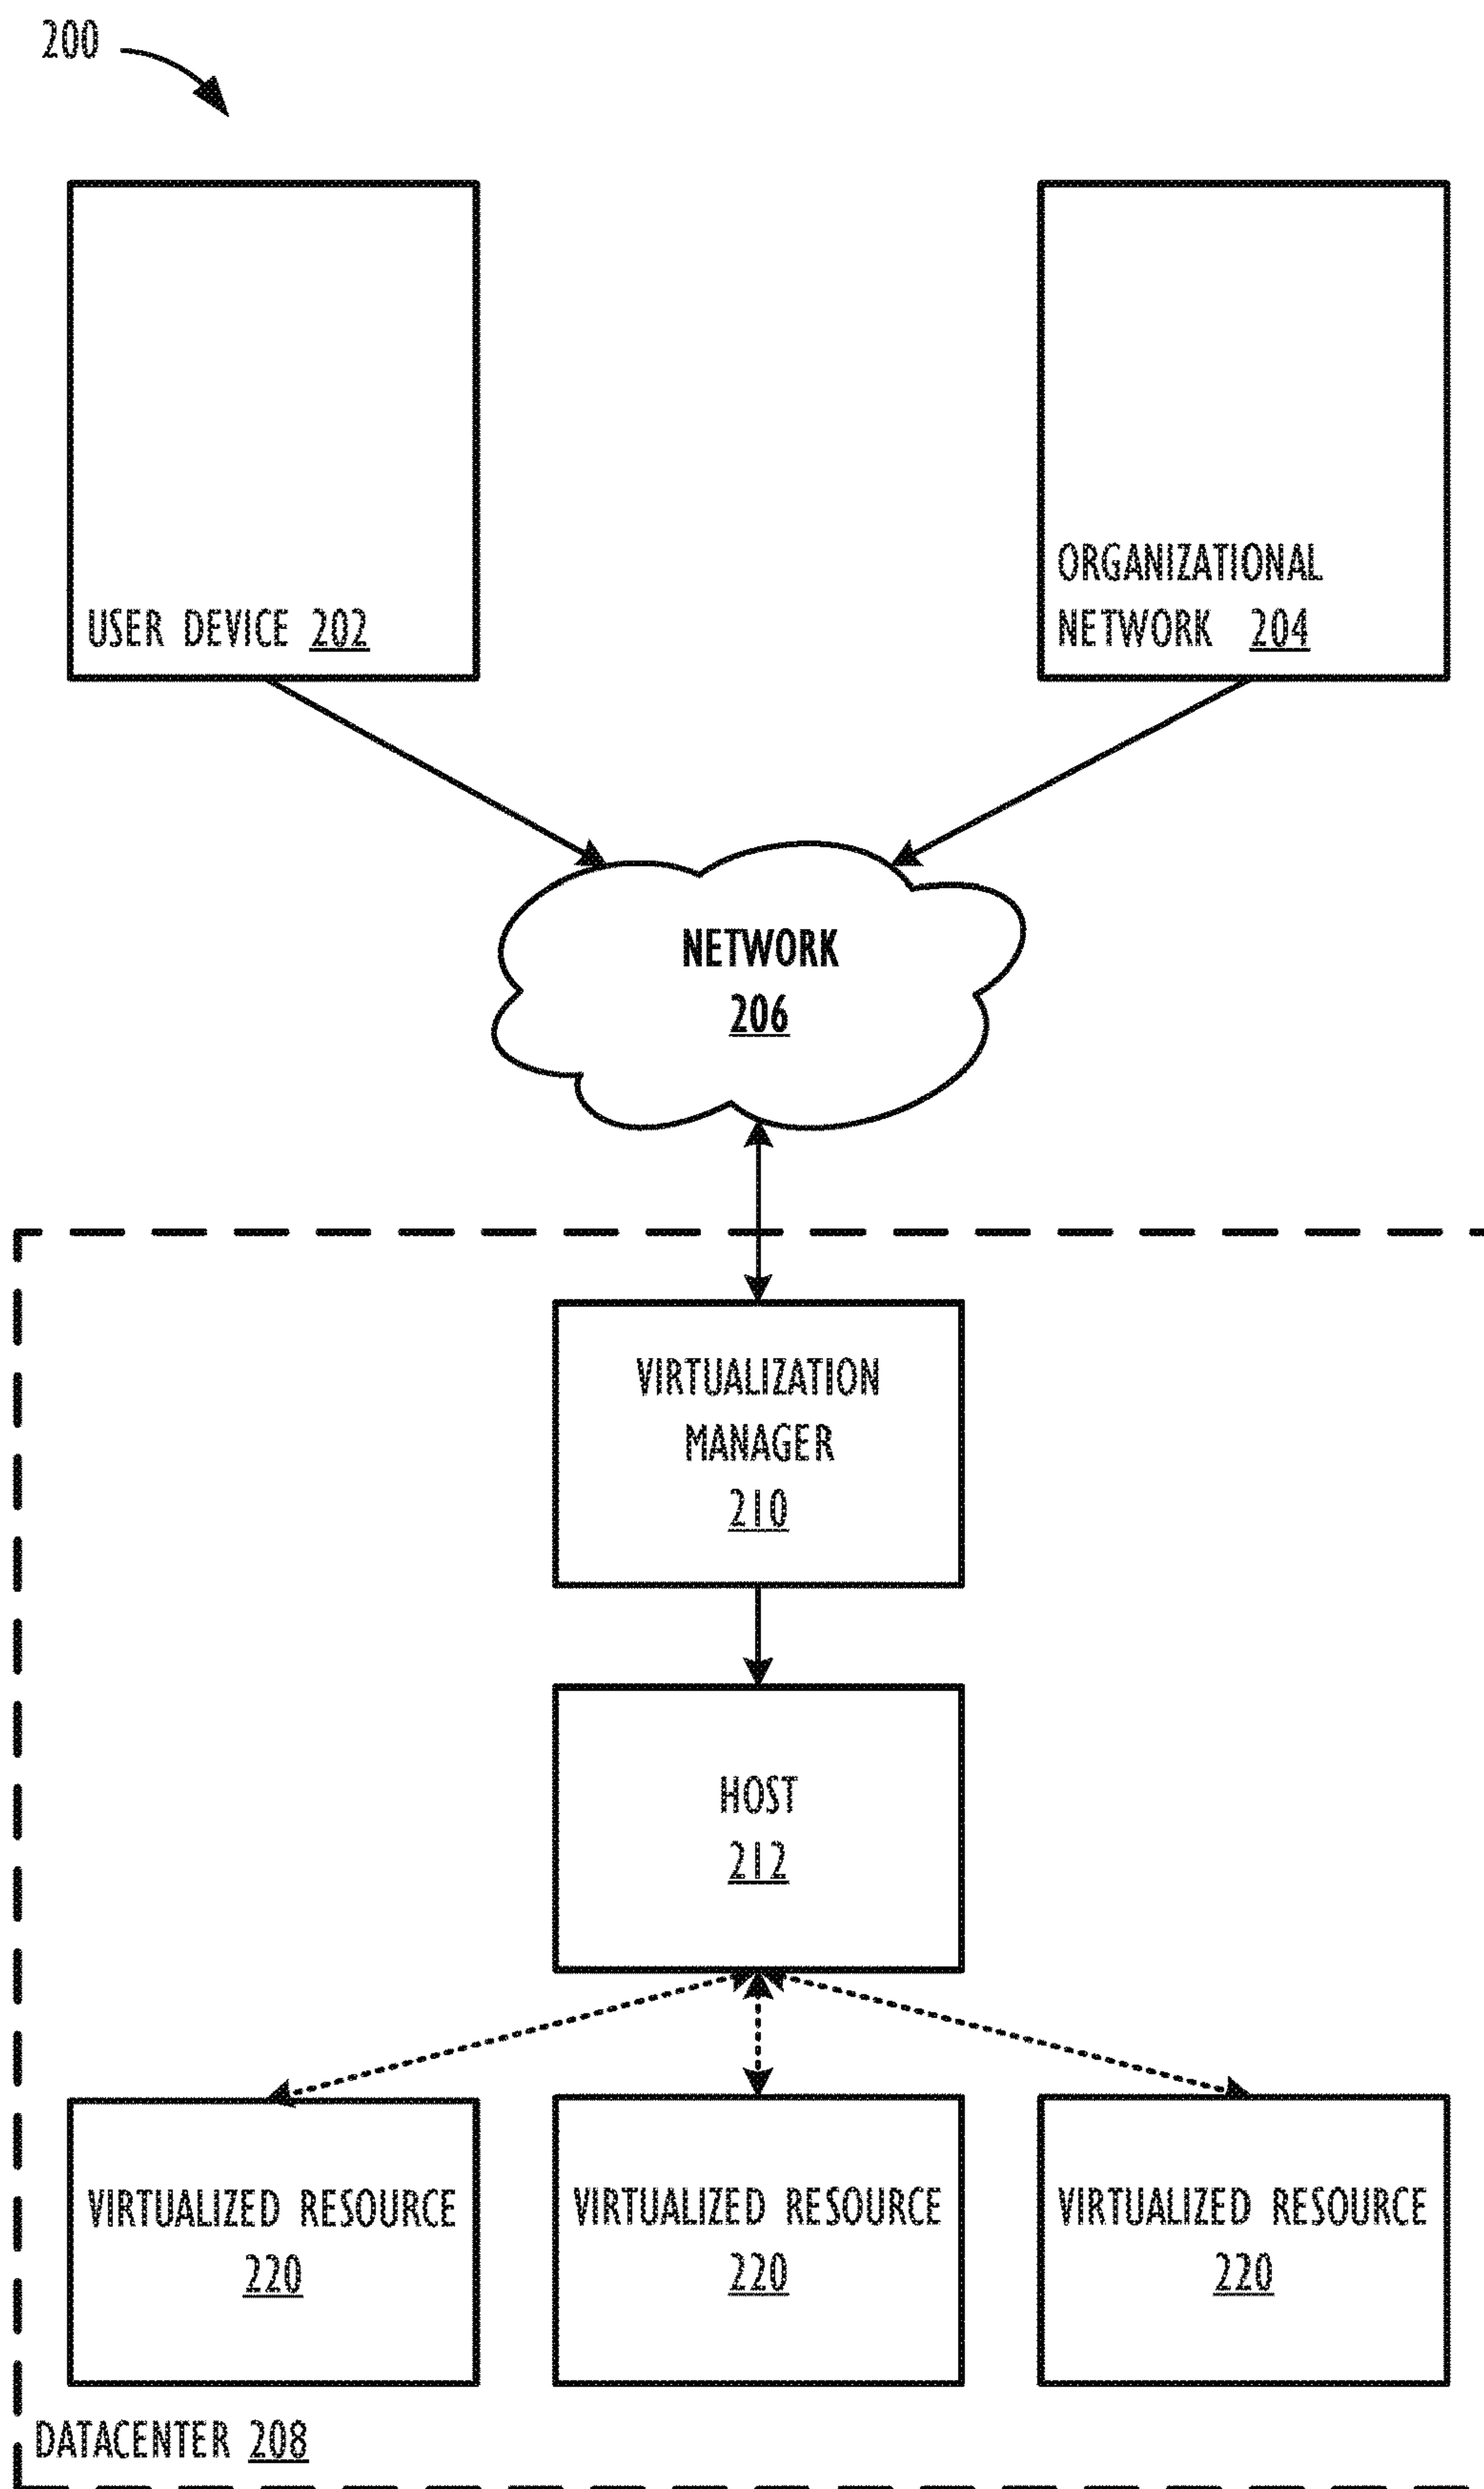 200
USER DEVICE 202
ORGANIZATIONAL
NETWORK 204
NETWORK
206
VIRTUALIZATION
MANAGER
210
HOST
212
VIRTUALIZED RESOURCE
220
VIRTUALIZED RESOURCE
220
VIRTUALIZED RESOURCE
220
DATACENTER 208